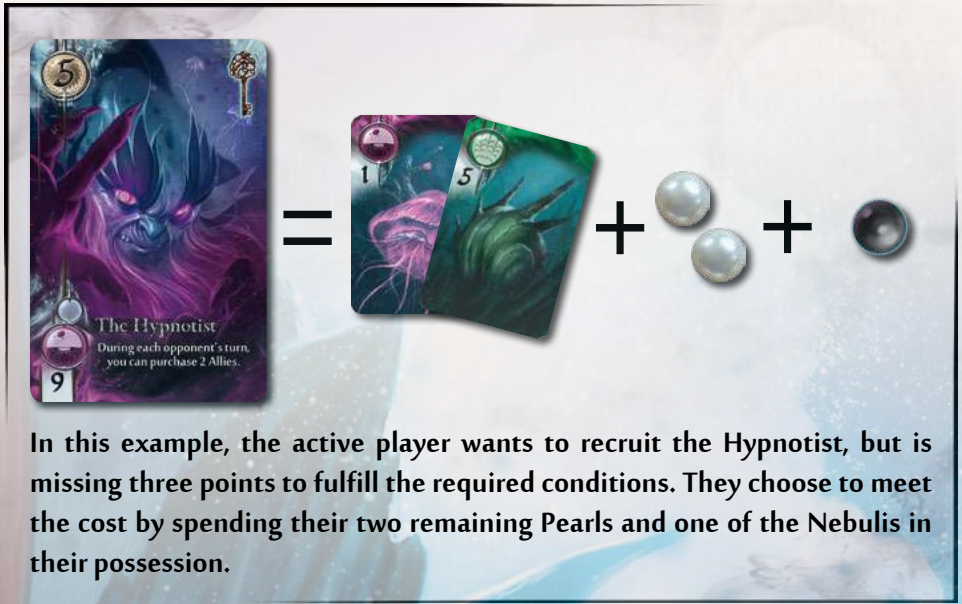 5
The Hypnotist
During each opponent's turn,
you can purchase 2 Allies.
9
=
1
5
+
+
In this example, the active player wants to recruit the Hypnotist, but is
missing three points to fulfill the required conditions. They choose to meet
the cost by spending their two remaining Pearls and one of the Nebulis in
their possession.